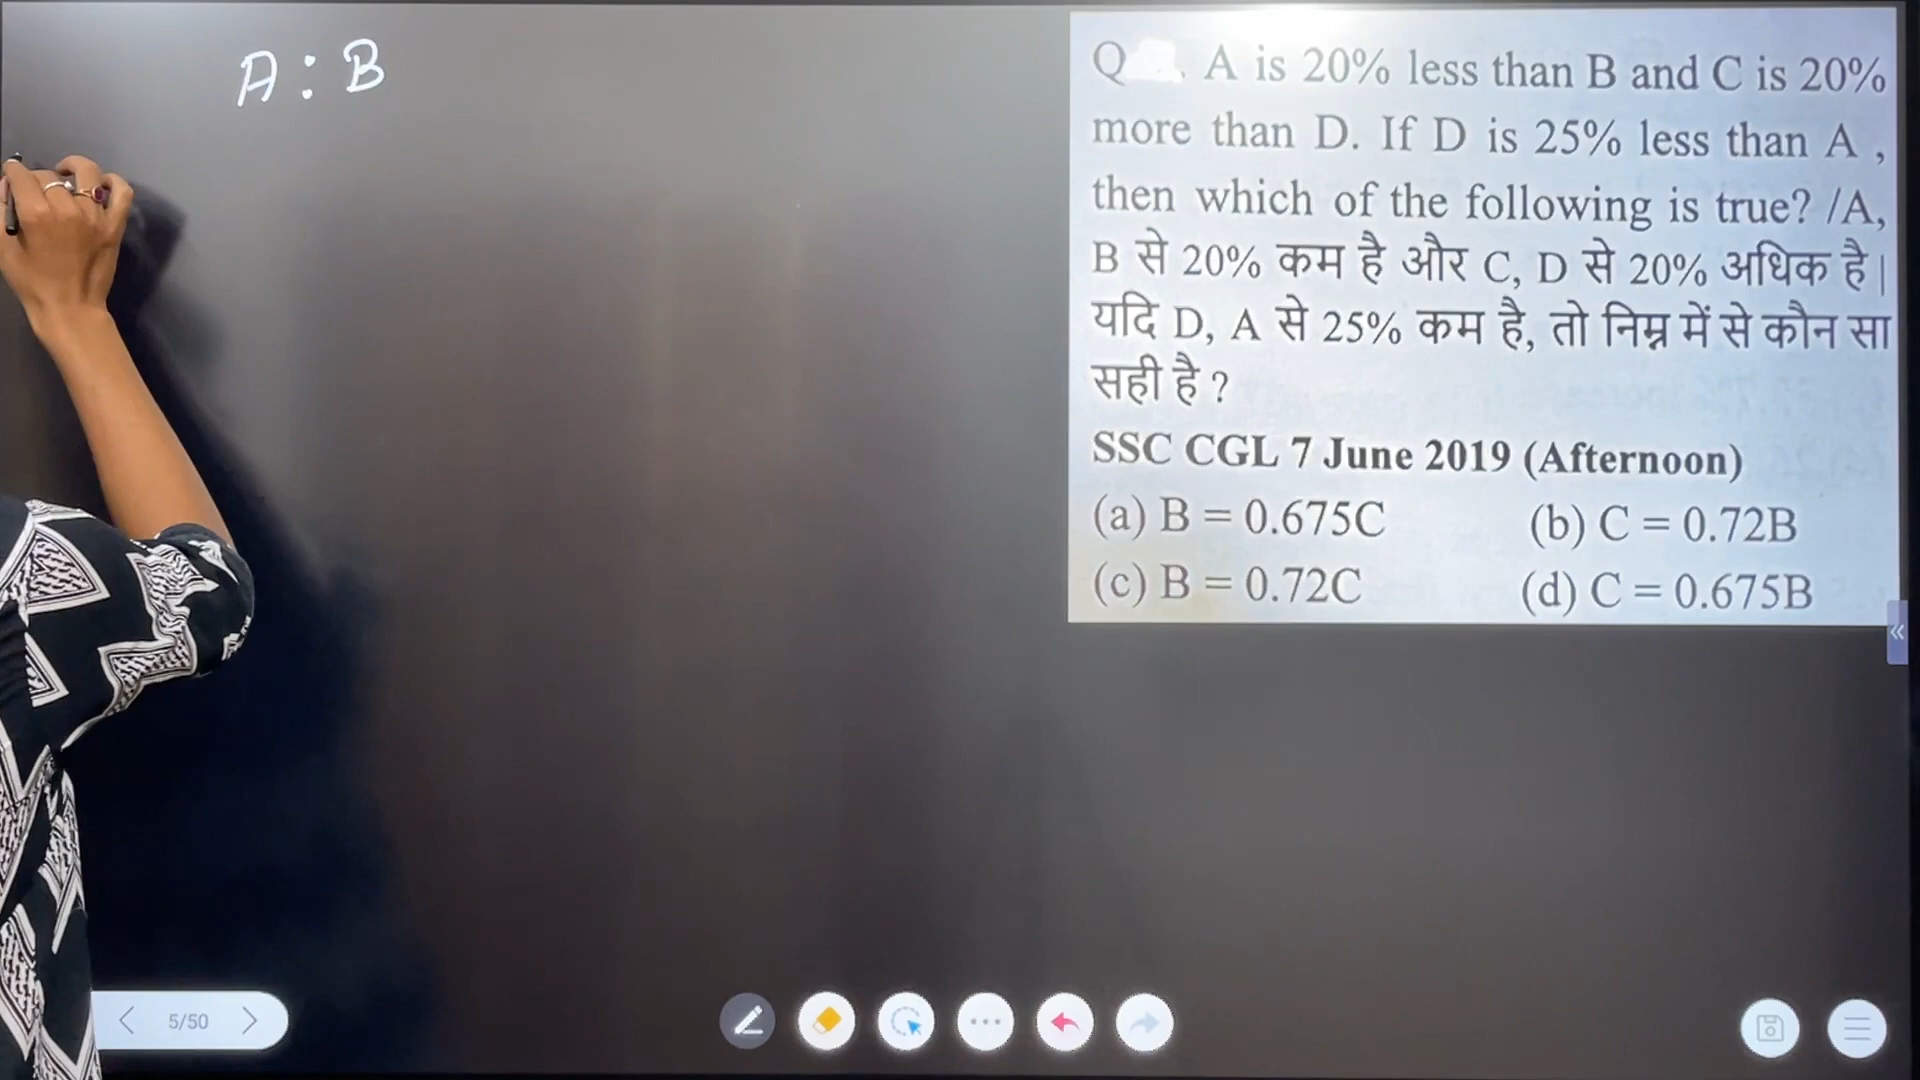 A : B
Q A is 20% less than B and C is 20%
more than D. If D is 25% less than A ,
then which of the following is true? /A,
B से 20% कम है और C, D से 20% अधिक है|
यदि D, A से 25% कम है, तो निम्न में से कौन सा
सही है ?
SSC CGL 7 June 2019 (Afternoon)
(a) B = 0.675C (b) C = 0.72B
(c) B = 0.72C (d) C = 0.675B
5/50